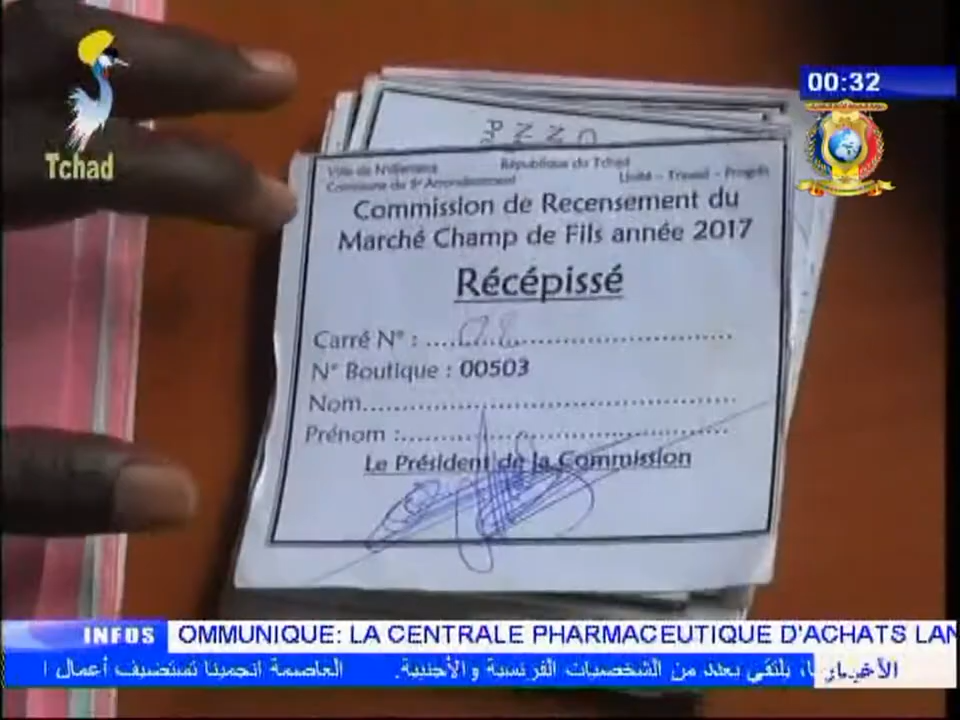 Tchad
00:32
Ville de N'djamena
République du Tchad
Commune du 5e Arrondissement
Unité - Travail - Progrès
Commission de Recensement du
Marché Champ de Fils année 2017
Récépissé
Carré N° : ....02....
N° Boutique : 00503
Nom....
Prénom :....
Le Président de la Commission
INFOS
OMMUNIQUE: LA CENTRALE PHARMACEUTIQUE D'ACHATS LAN
الأخبار
، يلتقي بعدد من الشخصيات الفرنسية والأجنبية. العاصمة انجمينا تستضيف أعمال ا